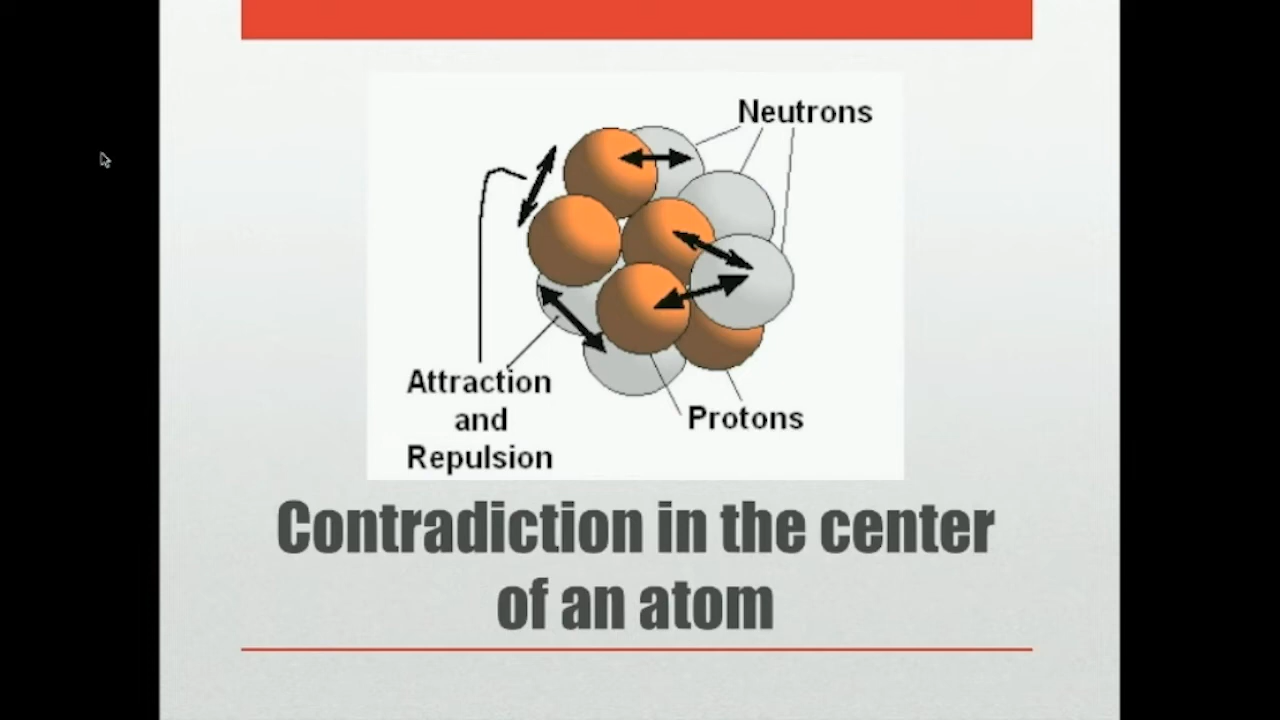 Neutrons
Attraction
and
Repulsion
Protons
Contradiction in the center
of an atom